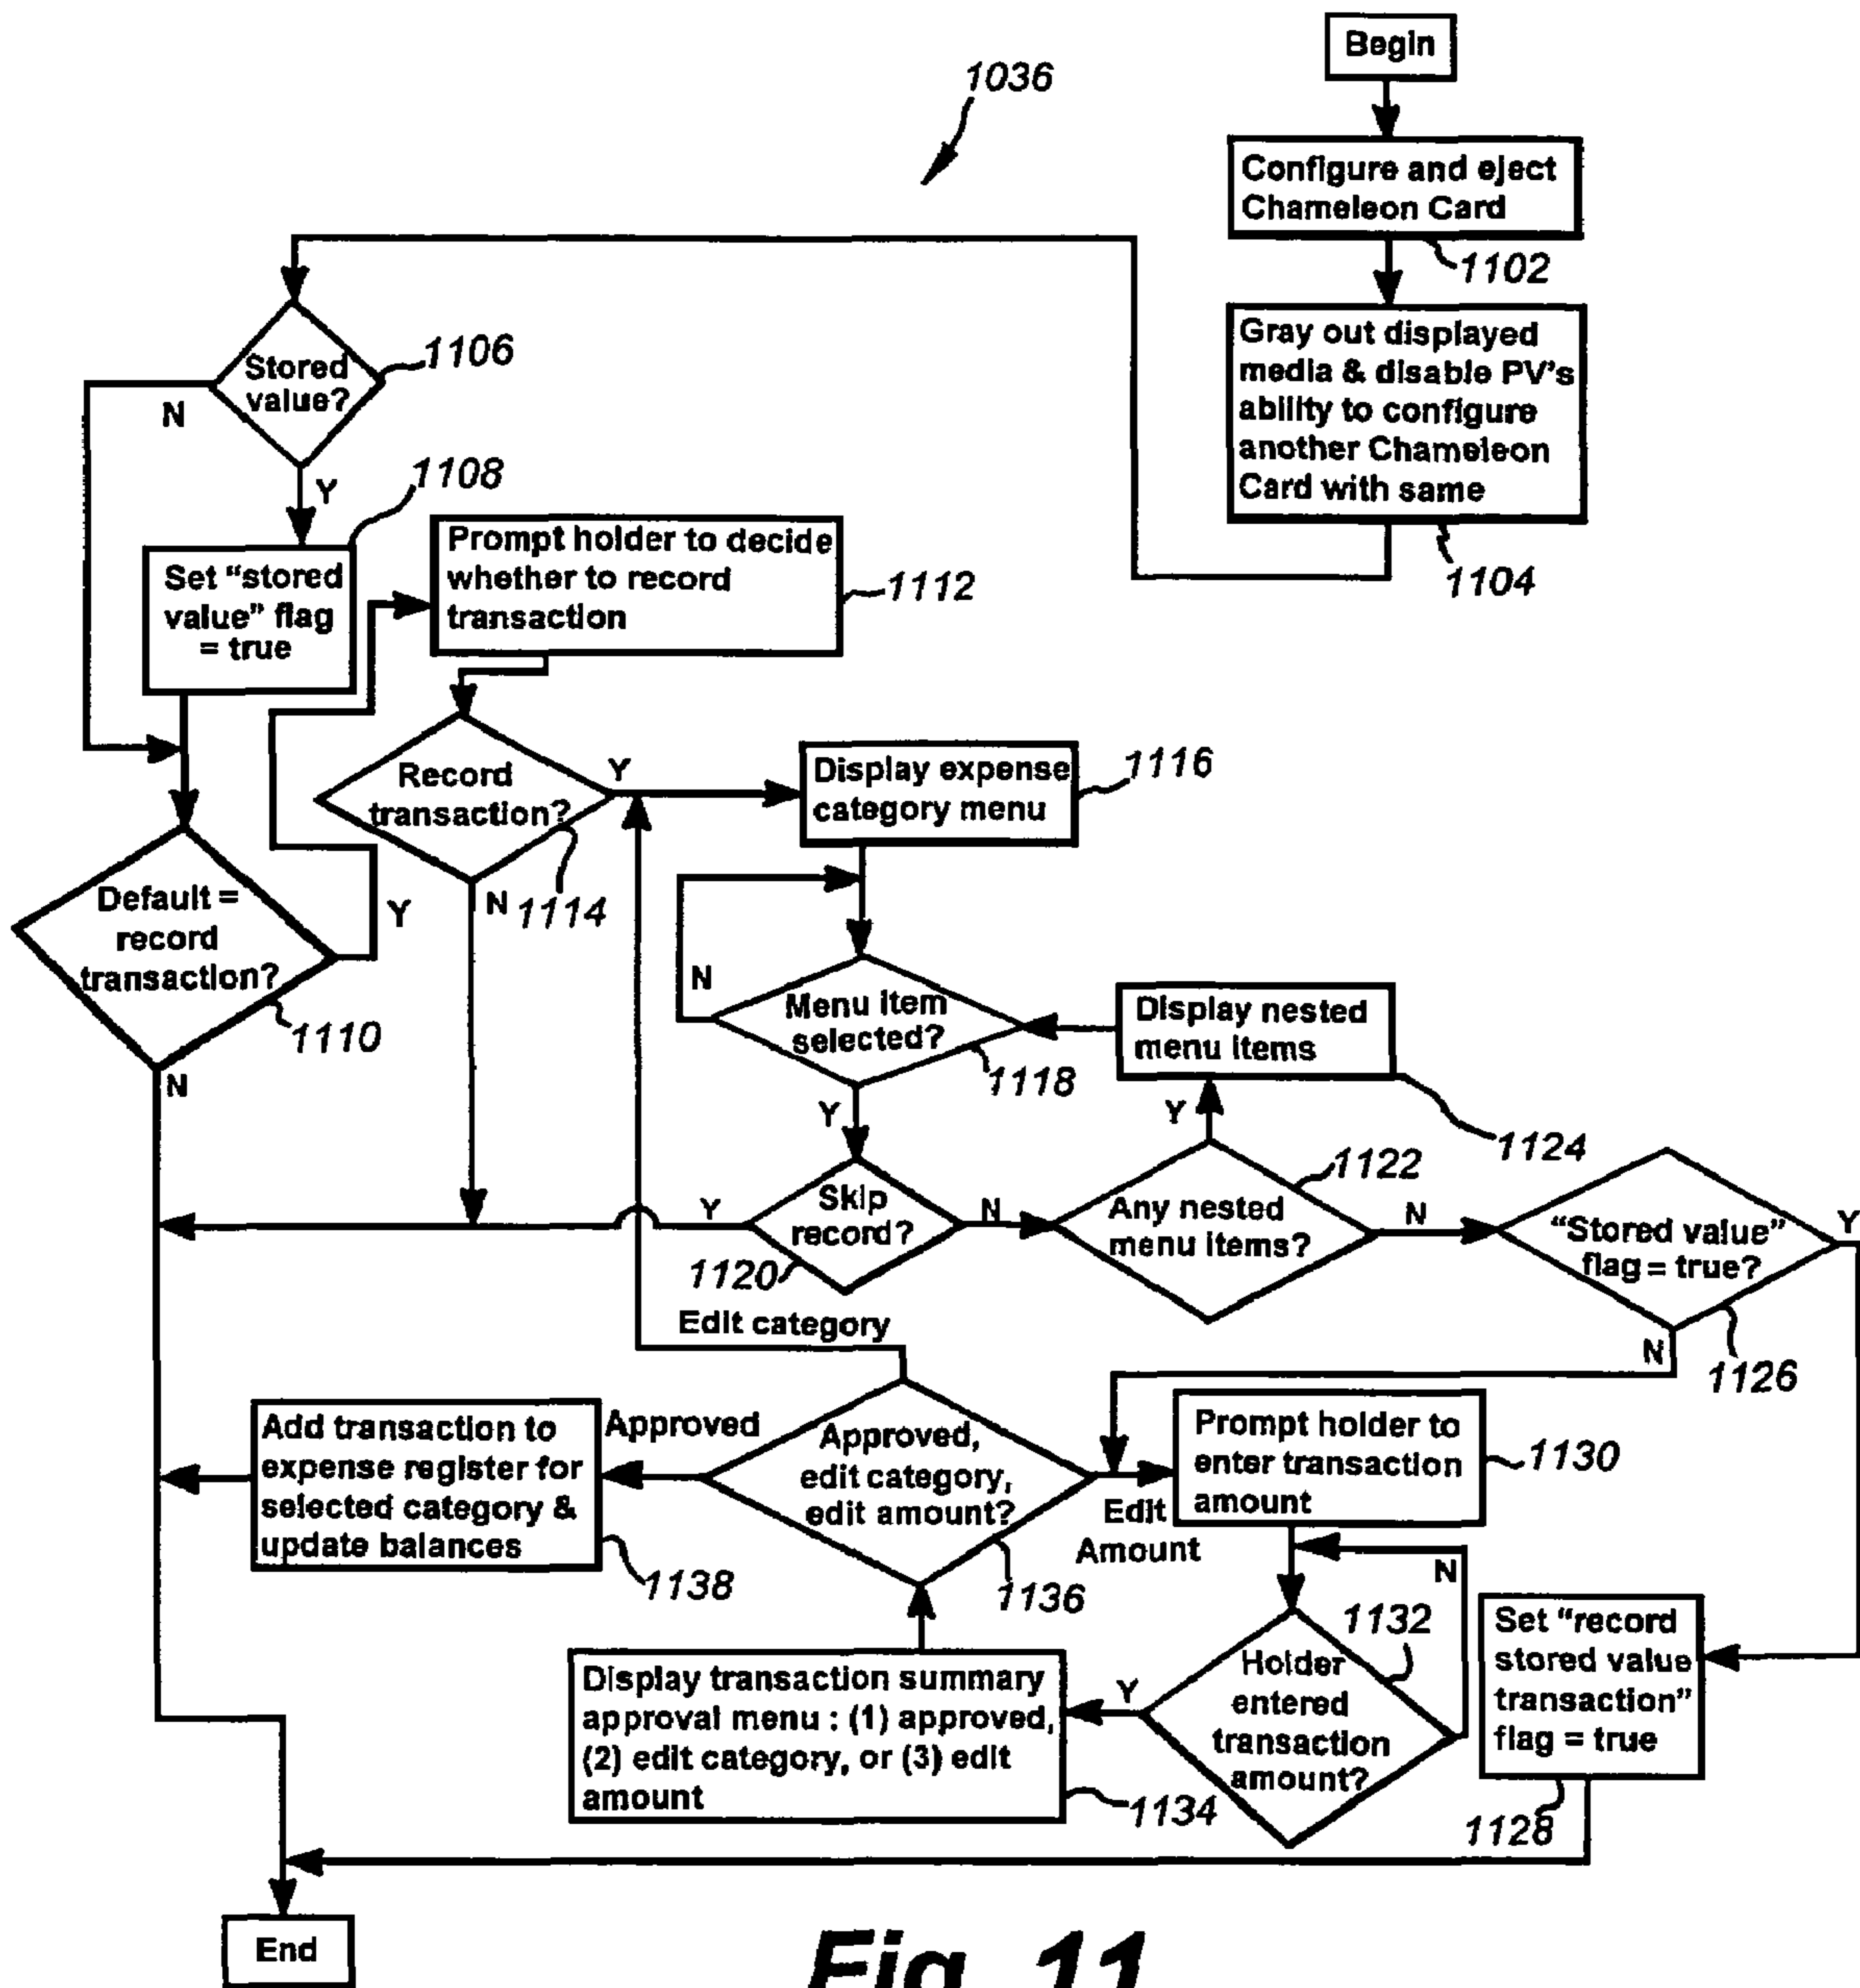 Begin
1036
Configure and eject
Chameleon Card
1102
Gray out displayed
media & disable PV's
ability to configure
another Chameleon
Card with same
1104
Stored
value?
1106
N
Y
1108
Set "stored
value" flag
= true
Prompt holder to decide
whether to record
transaction
1112
Record
transaction?
Y
N
1114
Display expense
category menu
1116
Default =
record
transaction?
Y
1110
N
Menu item
selected?
N
1118
Y
Display nested
menu items
1124
Y
Skip
record?
Y
N
1120
Any nested
menu items?
1122
N
"Stored value"
flag = true?
Y
N
1126
Edit category
Add transaction to
expense register for
selected category &
update balances
1138
Approved
Approved,
edit category,
edit amount?
1136
Edit
Amount
Prompt holder to
enter transaction
amount
1130
N
1132
Holder
entered
transaction
amount?
Y
Set "record
stored value
transaction"
flag = true
1128
Display transaction summary
approval menu : (1) approved,
(2) edit category, or (3) edit
amount
1134
End
Fig. 11